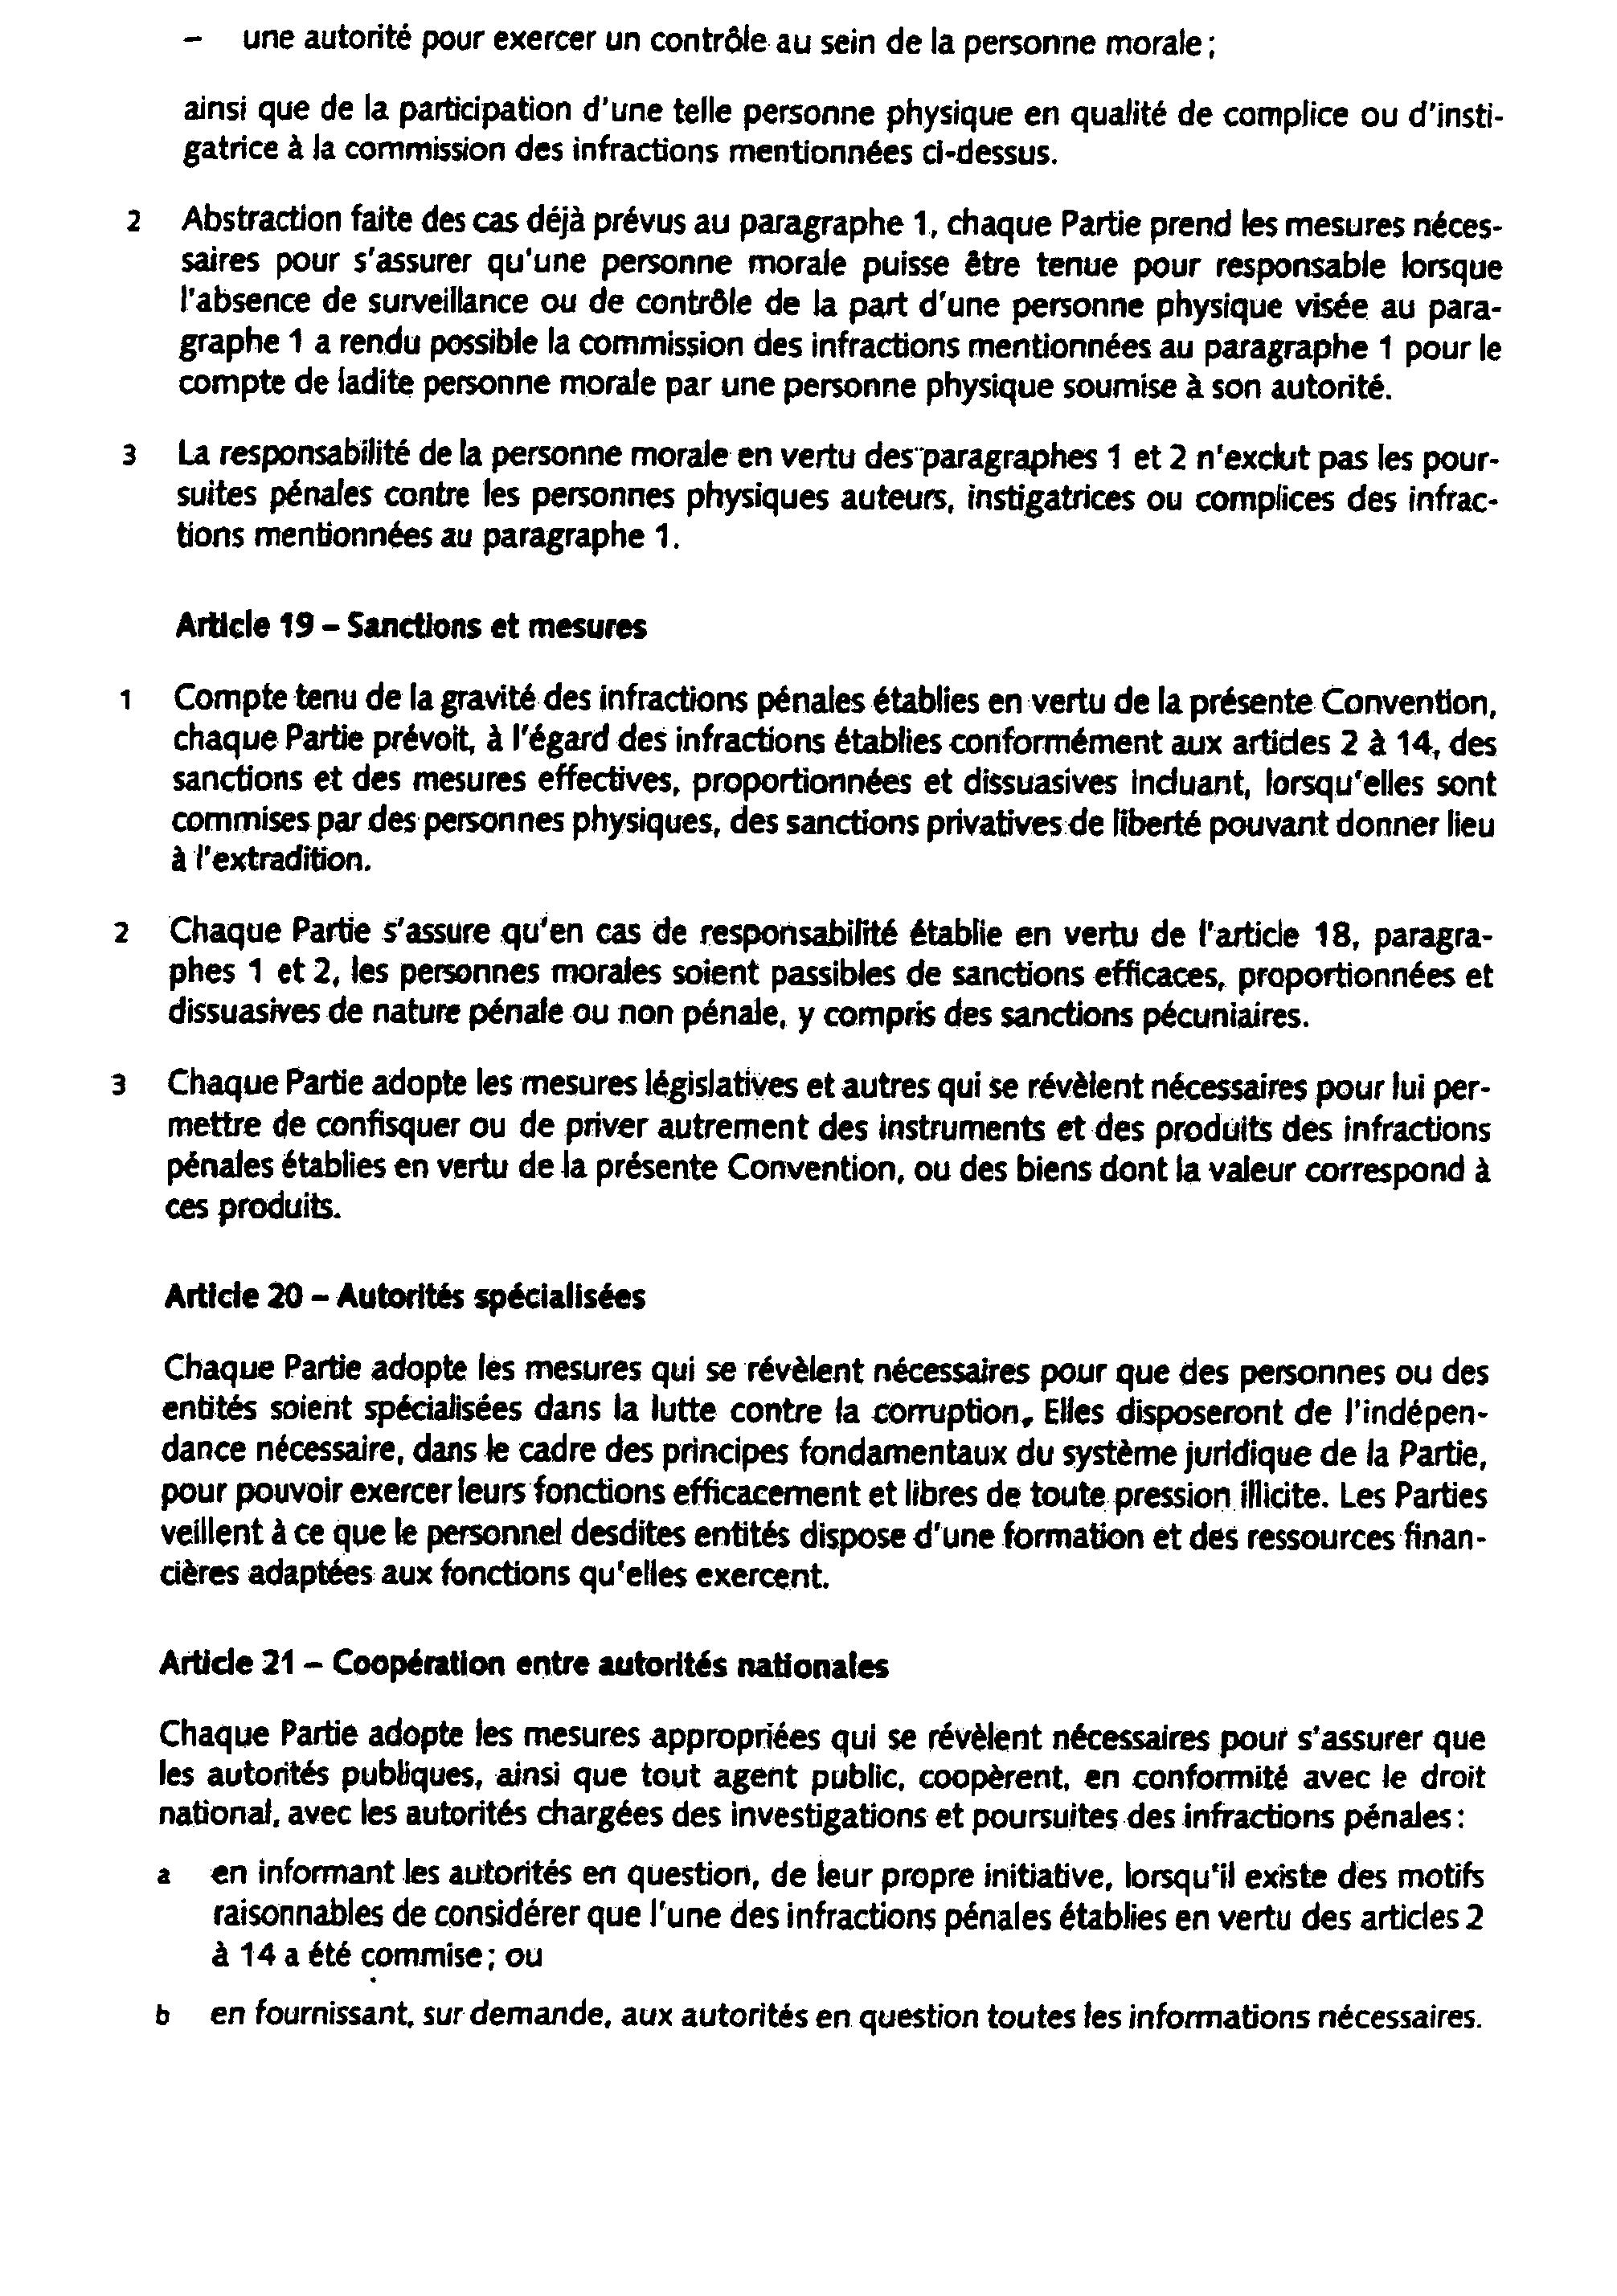 – une autorité pour exercer un contrôle au sein de la personne morale ;
ainsi que de la participation d'une telle personne physique en qualité de complice ou d'insti-
gatrice à la commission des infractions mentionnées ci-dessus.
2 Abstraction faite des cas déjà prévus au paragraphe 1, chaque Partie prend les mesures néces-
saires pour s'assurer qu'une personne morale puisse être tenue pour responsable lorsque
l'absence de surveillance ou de contrôle de la part d'une personne physique visée au para-
graphe 1 a rendu possible la commission des infractions mentionnées au paragraphe 1 pour le
compte de ladite personne morale par une personne physique soumise à son autorité.
3 La responsabilité de la personne morale en vertu des paragraphes 1 et 2 n'exclut pas les pour-
suites pénales contre les personnes physiques auteurs, instigatrices ou complices des infrac-
tions mentionnées au paragraphe 1.
Article 19 – Sanctions et mesures
1 Compte tenu de la gravité des infractions pénales établies en vertu de la présente Convention,
chaque Partie prévoit, à l'égard des infractions établies conformément aux articles 2 à 14, des
sanctions et des mesures effectives, proportionnées et dissuasives incluant, lorsqu'elles sont
commises par des personnes physiques, des sanctions privatives de liberté pouvant donner lieu
à l'extradition.
2 Chaque Partie s'assure qu'en cas de responsabilité établie en vertu de l'article 18, paragra-
phes 1 et 2, les personnes morales soient passibles de sanctions efficaces, proportionnées et
dissuasives de nature pénale ou non pénale, y compris des sanctions pécuniaires.
3 Chaque Partie adopte les mesures législatives et autres qui se révèlent nécessaires pour lui per-
mettre de confisquer ou de priver autrement des instruments et des produits des infractions
pénales établies en vertu de la présente Convention, ou des biens dont la valeur correspond à
ces produits.
Article 20 – Autorités spécialisées
Chaque Partie adopte les mesures qui se révèlent nécessaires pour que des personnes ou des
entités soient spécialisées dans la lutte contre la corruption. Elles disposeront de l'indépen-
dance nécessaire, dans le cadre des principes fondamentaux du système juridique de la Partie,
pour pouvoir exercer leurs fonctions efficacement et libres de toute pression illicite. Les Parties
veillent à ce que le personnel desdites entités dispose d'une formation et des ressources finan-
cières adaptées aux fonctions qu'elles exercent.
Article 21 – Coopération entre autorités nationales
Chaque Partie adopte les mesures appropriées qui se révèlent nécessaires pour s'assurer que
les autorités publiques, ainsi que tout agent public, coopèrent, en conformité avec le droit
national, avec les autorités chargées des investigations et poursuites des infractions pénales :
a en informant les autorités en question, de leur propre initiative, lorsqu'il existe des motifs
raisonnables de considérer que l'une des infractions pénales établies en vertu des articles 2
à 14 a été commise ; ou
b en fournissant, sur demande, aux autorités en question toutes les informations nécessaires.